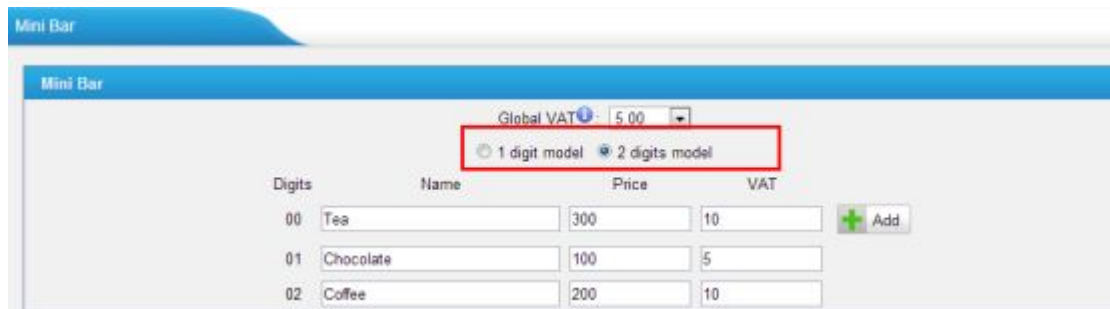 Mini Bar
Mini Bar
Global VAT : 5.00
1 digit model 2 digits model
Digits Name Price VAT
00 Tea 300 10 Add
01 Chocolate 100 5
02 Coffee 200 10